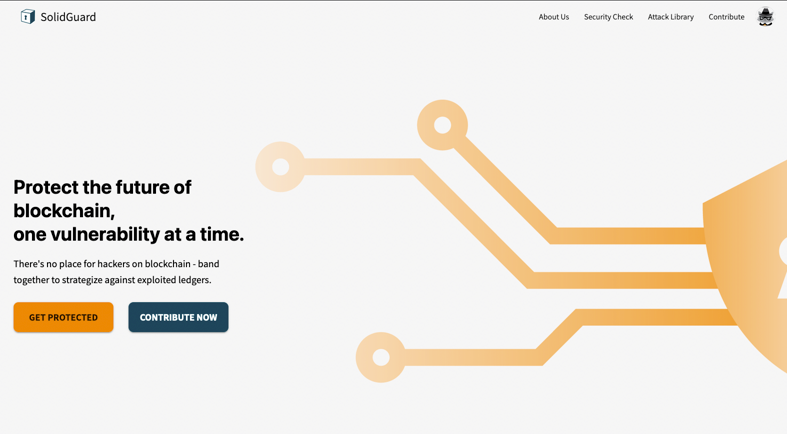 SolidGuard
About Us Security Check Attack Library Contribute
Protect the future of
blockchain,
one vulnerability at a time.
There's no place for hackers on blockchain - band
together to strategize against exploited ledgers.
GET PROTECTED CONTRIBUTE NOW